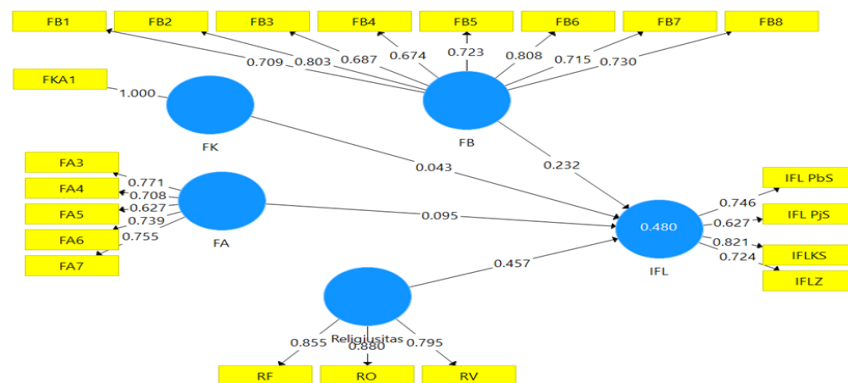 FB1 FB2 FB3 FB4 FB5 FB6 FB7 FB8
0.709 0.803 0.687 0.674 0.723 0.808 0.715 0.730
FB
FKA1
1.000
FK
0.043
0.232
FA3
FA4
FA5
FA6
FA7
0.771
0.708
0.627
0.739
0.755
FA
0.095
0.480
IFL
0.746
0.627
0.821
0.724
IFL PbS
IFL PjS
IFLKS
IFLZ
0.457
Religiusitas
0.855 0.880 0.795
RF RO RV